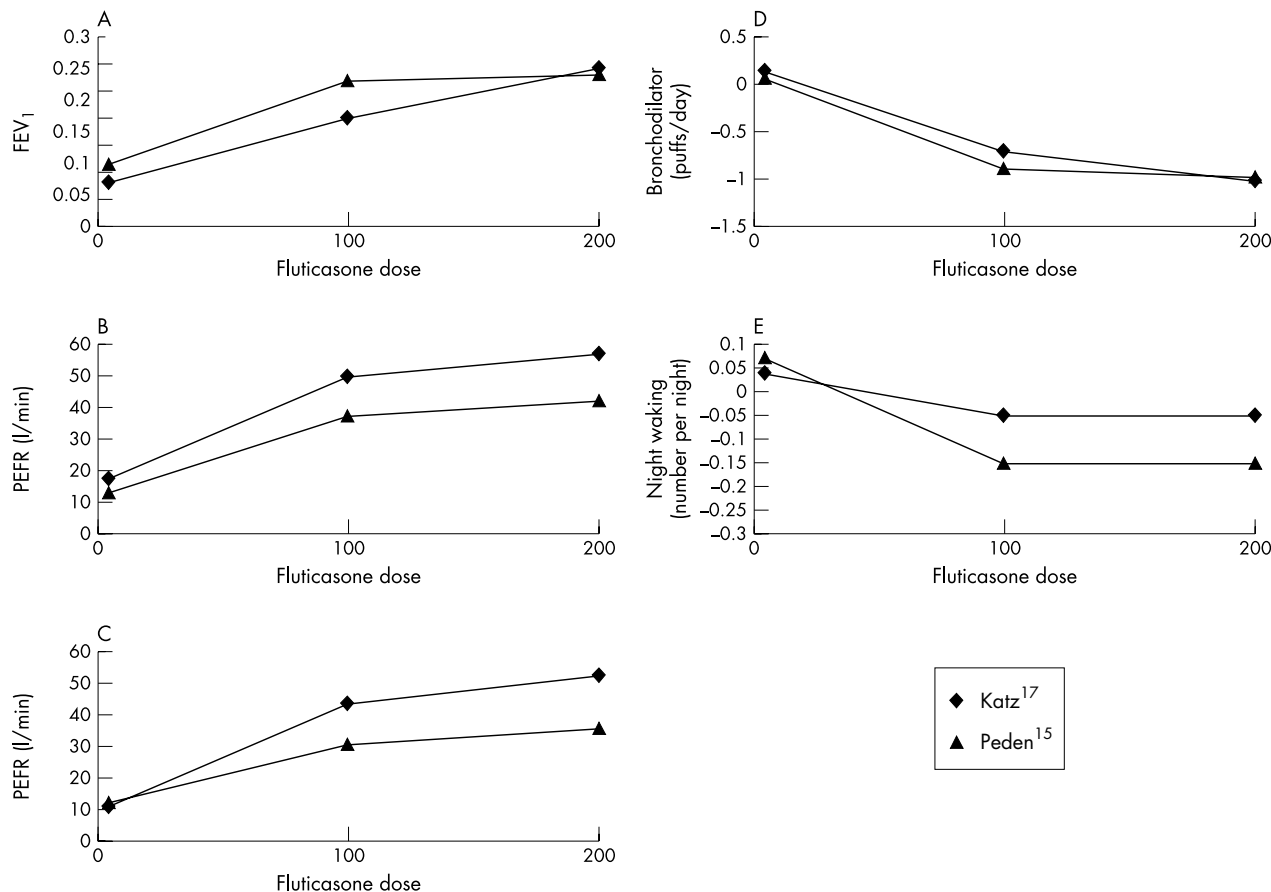 A
0.3
0.25
0.2
0.15
0.1
0.05
0
FEV1
0
100
200
Fluticasone dose
B
60
50
40
30
20
10
0
PEFR (l/min)
0
100
200
Fluticasone dose
C
60
50
40
30
20
10
0
PEFR (l/min)
0
100
200
Fluticasone dose
D
0.5
0
–0.5
–1
–1.5
Bronchodilator
(puffs/day)
0
100
200
Fluticasone dose
E
0.1
0.05
0
–0.05
–0.1
–0.15
–0.2
–0.25
–0.3
Night waking
(number per night)
0
100
200
Fluticasone dose
Katz17
Peden15